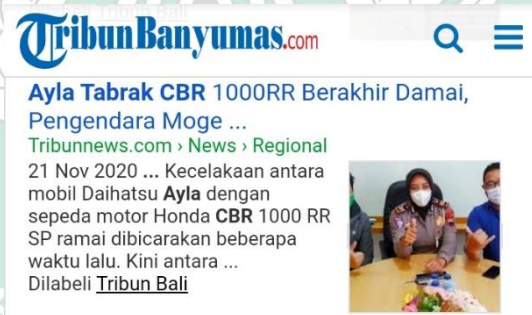 TribunBanyumas.com
Ayla Tabrak CBR 1000RR Berakhir Damai,
Pengendara Moge ...
Tribunnews.com › News › Regional
21 Nov 2020 ... Kecelakaan antara
mobil Daihatsu Ayla dengan
sepeda motor Honda CBR 1000 RR
SP ramai dibicarakan beberapa
waktu lalu. Kini antara ...
Dilabeli Tribun Bali